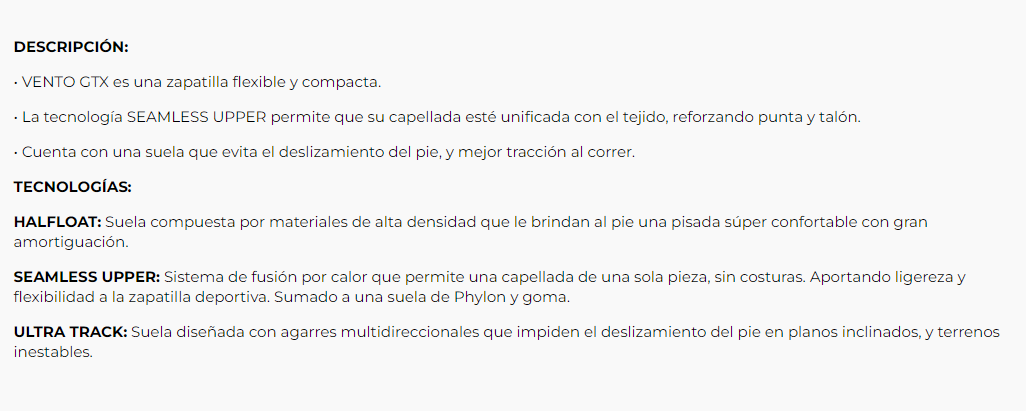 DESCRIPCIÓN:
• VENTO GTX es una zapatilla flexible y compacta.
• La tecnología SEAMLESS UPPER permite que su capellada esté unificada con el tejido, reforzando punta y talón.
• Cuenta con una suela que evita el deslizamiento del pie, y mejor tracción al correr.
TECNOLOGÍAS:
HALFLOAT: Suela compuesta por materiales de alta densidad que le brindan al pie una pisada súper confortable con gran
amortiguación.
SEAMLESS UPPER: Sistema de fusión por calor que permite una capellada de una sola pieza, sin costuras. Aportando ligereza y
flexibilidad a la zapatilla deportiva. Sumado a una suela de Phylon y goma.
ULTRA TRACK: Suela diseñada con agarres multidireccionales que impiden el deslizamiento del pie en planos inclinados, y terrenos
inestables.